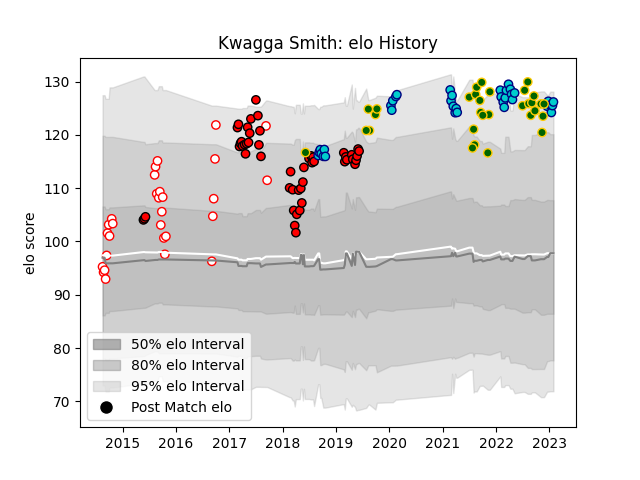 Kwagga Smith: elo History
130
120
110
100
90
80
70
elo score
50% elo Interval
80% elo Interval
95% elo Interval
Post Match elo
2015 2016 2017 2018 2019 2020 2021 2022 2023